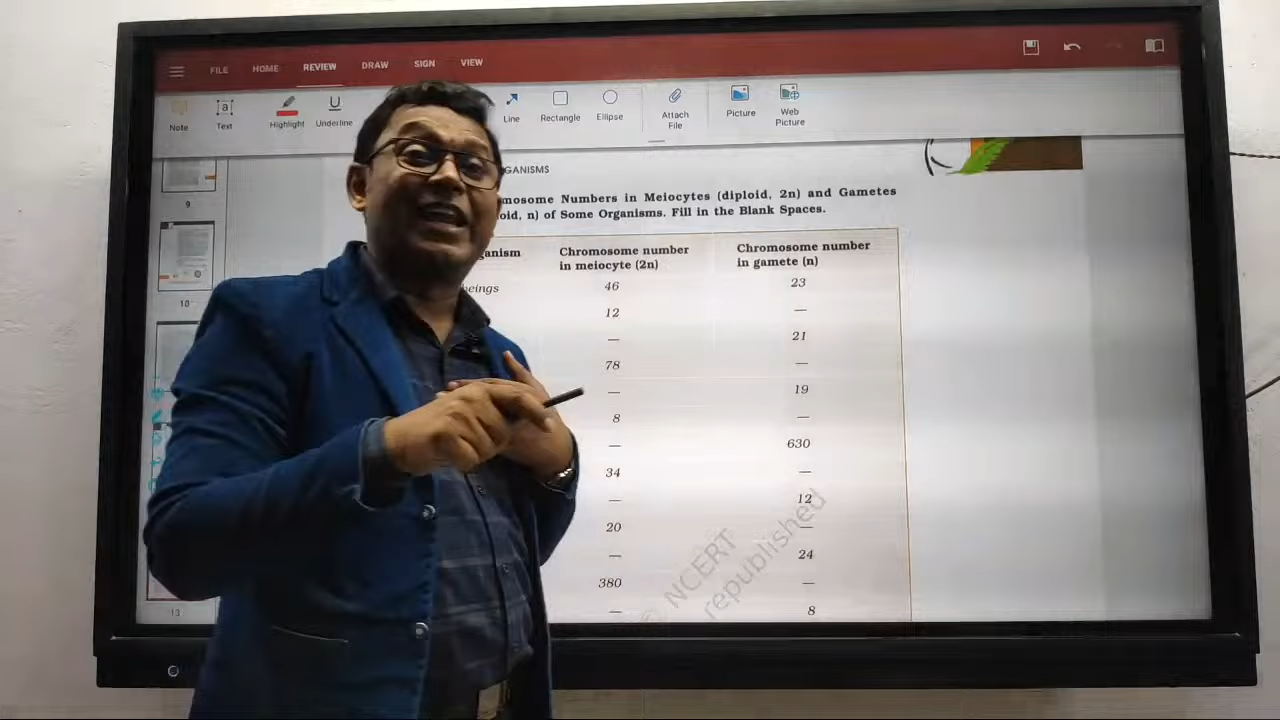 FILE HOME REVIEW DRAW SIGN VIEW
Note Text Highlight Underline Line Rectangle Ellipse Attach File Picture Web Picture
GANISMS
9
mosome Numbers in Meiocytes (diploid, 2n) and Gametes
oid, n) of Some Organisms. Fill in the Blank Spaces.
ganism Chromosome number Chromosome number
in meiocyte (2n) in gamete (n)
beings 46 23
10
12 —
— 21
78 —
— 19
8 —
— 630
34 —
— 12
20 —
— 24
380 —
— 8
13
© NCERT
republished